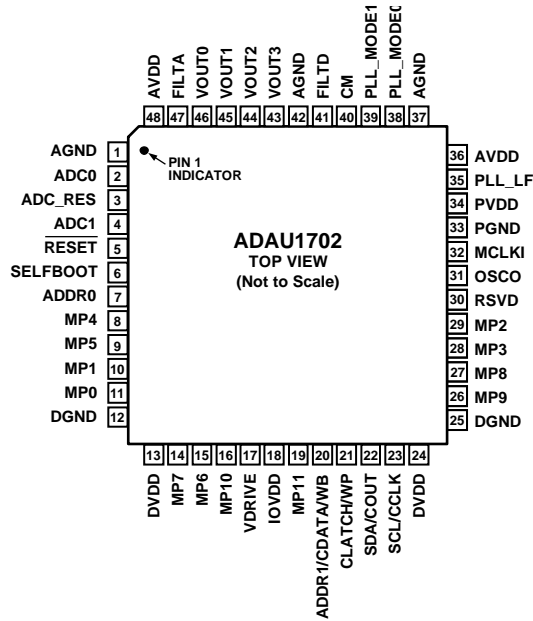 AVDD
FILTA
VOUT0
VOUT1
VOUT2
VOUT3
AGND
FILTD
CM
PLL_MODE1
PLL_MODE0
AGND
48
47
46
45
44
43
42
41
40
39
38
37
AGND 1
ADC0 2
ADC_RES 3
ADC1 4
RESET 5
SELFBOOT 6
ADDR0 7
MP4 8
MP5 9
MP1 10
MP0 11
DGND 12
PIN 1
INDICATOR
ADAU1702
TOP VIEW
(Not to Scale)
36 AVDD
35 PLL_LF
34 PVDD
33 PGND
32 MCLKI
31 OSCO
30 RSVD
29 MP2
28 MP3
27 MP8
26 MP9
25 DGND
13
14
15
16
17
18
19
20
21
22
23
24
DVDD
MP7
MP6
MP10
VDRIVE
IOVDD
MP11
ADDR1/CDATA/WB
CLATCH/WP
SDA/COUT
SCL/CCLK
DVDD